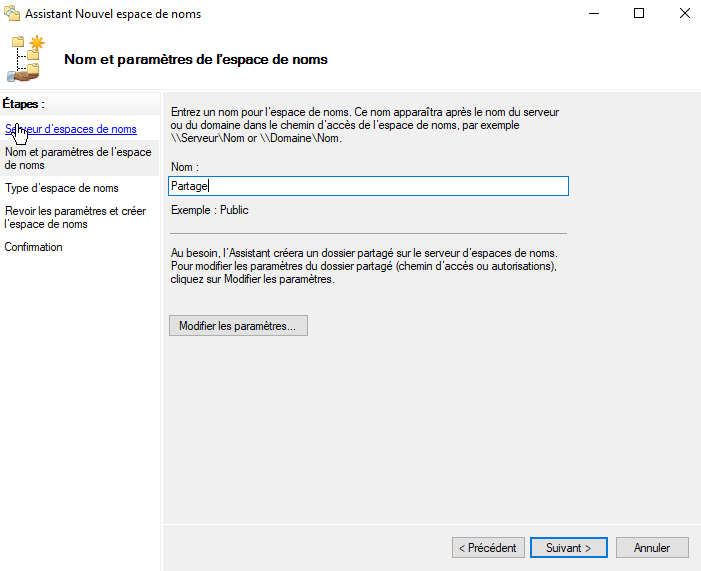 Assistant Nouvel espace de noms
Nom et paramètres de l'espace de noms
Étapes :
Serveur d'espaces de noms
Nom et paramètres de l'espace
de noms
Type d'espace de noms
Revoir les paramètres et créer
l'espace de noms
Confirmation
Entrez un nom pour l'espace de noms. Ce nom apparaîtra après le nom du serveur
ou du domaine dans le chemin d'accès de l'espace de noms, par exemple
\\Serveur\Nom or \\Domaine\Nom.
Nom :
Partage
Exemple : Public
Au besoin, l'Assistant créera un dossier partagé sur le serveur d'espaces de noms.
Pour modifier les paramètres du dossier partagé (chemin d'accès ou autorisations),
cliquez sur Modifier les paramètres.
Modifier les paramètres...
< Précédent
Suivant >
Annuler